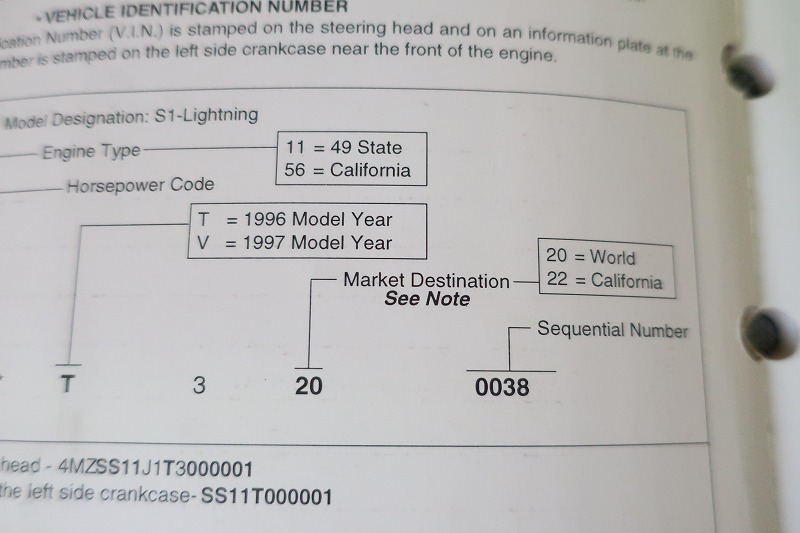 • VEHICLE IDENTIFICATION NUMBER
Number (V.I.N.) is stamped on the steering head and on an information plate at the
is stamped on the left side crankcase near the front of the engine.
Model Designation: S1-Lightning
Engine Type
11 = 49 State
56 = California
Horsepower Code
T = 1996 Model Year
V = 1997 Model Year
Market Destination
See Note
20 = World
22 = California
Sequential Number
T 3 20 0038
head - 4MZSS11J1T3000001
the left side crankcase- SS11T000001